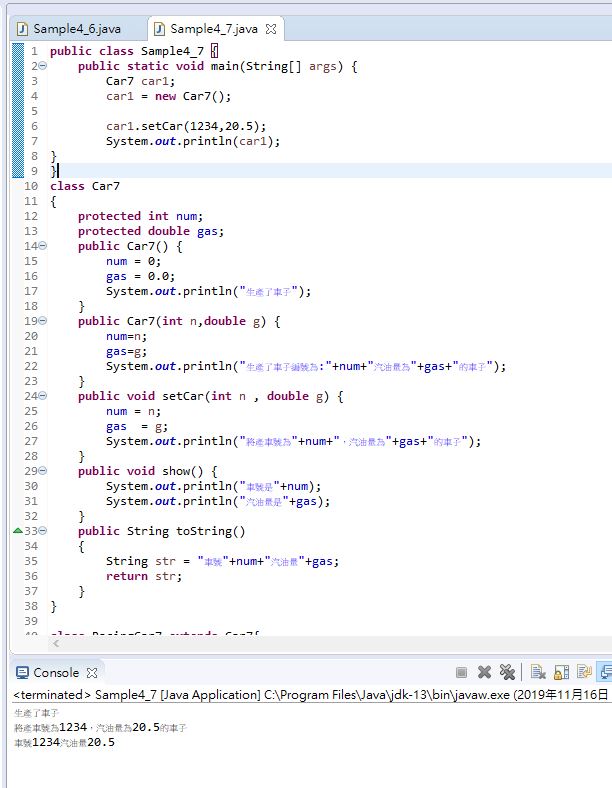 Sample4_6.java Sample4_7.java
1 public class Sample4_7 {
2 public static void main(String[] args) {
3 Car7 car1;
4 car1 = new Car7();
5
6 car1.setCar(1234,20.5);
7 System.out.println(car1);
8 }
9 }
10 class Car7
11 {
12 protected int num;
13 protected double gas;
14 public Car7() {
15 num = 0;
16 gas = 0.0;
17 System.out.println("生產了車子");
18 }
19 public Car7(int n,double g) {
20 num=n;
21 gas=g;
22 System.out.println("生產了車子編號為:"+num+"汽油量為"+gas+"的車子");
23 }
24 public void setCar(int n , double g) {
25 num = n;
26 gas = g;
27 System.out.println("將產車號為"+num+"，汽油量為"+gas+"的車子");
28 }
29 public void show() {
30 System.out.println("車號是"+num);
31 System.out.println("汽油量是"+gas);
32 }
33 public String toString()
34 {
35 String str = "車號"+num+"汽油量"+gas;
36 return str;
37 }
38 }
39
40 class RacingCar7 extends Car7{
Console
<terminated> Sample4_7 [Java Application] C:\Program Files\Java\jdk-13\bin\javaw.exe (2019年11月16日
生產了車子
將產車號為1234，汽油量為20.5的車子
車號1234汽油量20.5